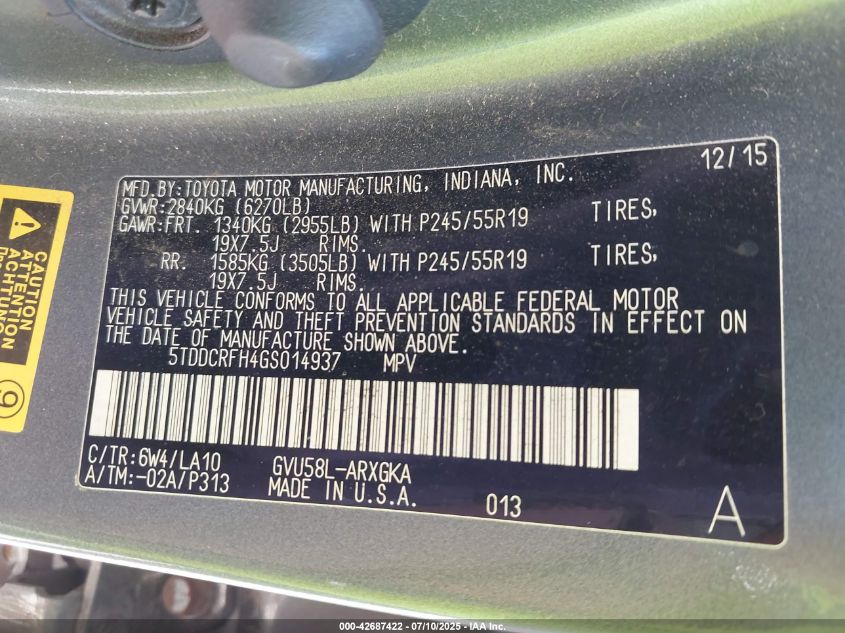 12/15
MFD.BY:TOYOTA MOTOR MANUFACTURING, INDIANA, INC.
GVWR:2840KG (6270LB)
GAWR:FRT. 1340KG (2955LB) WITH P245/55R19 TIRES,
19X7.5J RIMS.
RR. 1585KG (3505LB) WITH P245/55R19 TIRES,
19X7.5J RIMS.
THIS VEHICLE CONFORMS TO ALL APPLICABLE FEDERAL MOTOR
VEHICLE SAFETY AND THEFT PREVENTION STANDARDS IN EFFECT ON
THE DATE OF MANUFACTURE SHOWN ABOVE.
5TDDCRFH4GS014937 MPV
C/TR:6W4/LA10 GVU58L-ARXGKA
A/TM:-02A/P313 MADE IN U.S.A. 013 A
CAUTION
ATTENTION
ACHTUNG
9
000-42687422 - 07/10/2025 - IAAI.COM